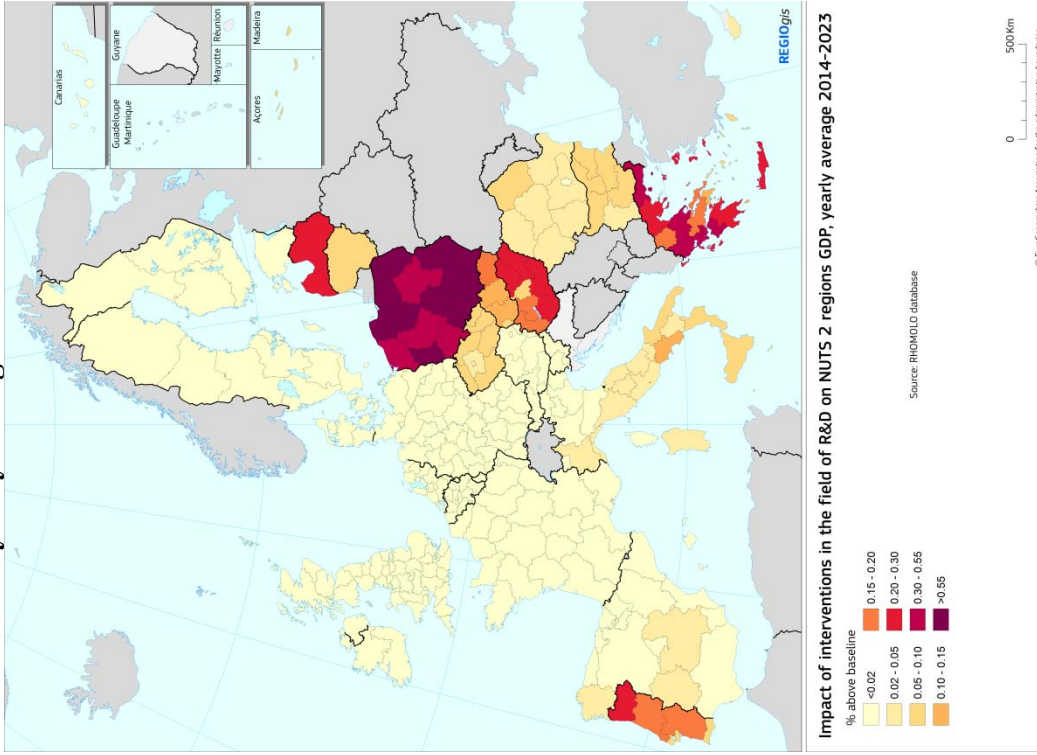 Canarias
Guadeloupe
Martinique
Guyane
Mayotte
Réunion
Açores
Madeira
REGIOgis
Impact of interventions in the field of R&D on NUTS 2 regions GDP, yearly average 2014-2023
% above baseline
<0.02
0.02 - 0.05
0.05 - 0.10
0.10 - 0.15
0.15 - 0.20
0.20 - 0.30
0.30 - 0.55
>0.55
Source: RHOMOLO database
0
500 Km